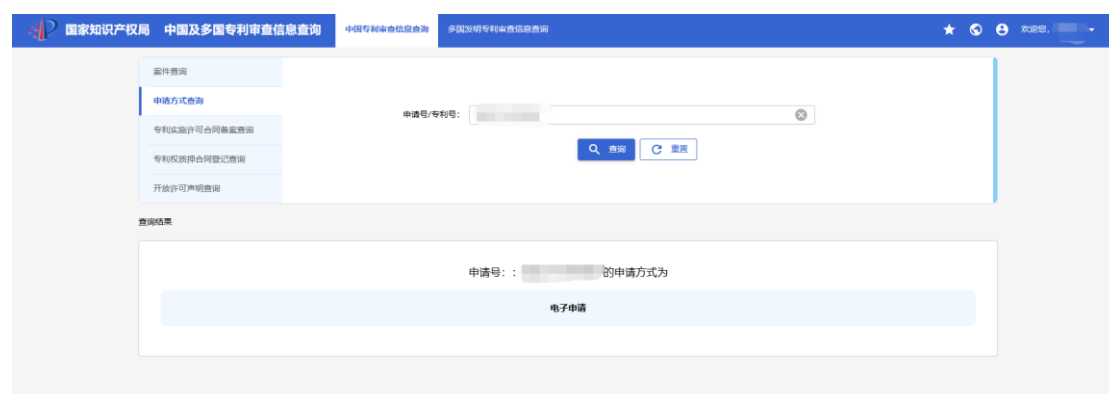 国家知识产权局 中国及多国专利审查信息查询 中国专利审查信息查询 多国发明专利审查信息查询 欢迎您,
案件查询
申请方式查询
专利实施许可合同备案查询
专利权质押合同登记查询
开放许可声明查询
申请号/专利号:
查询 重置
查询结果
申请号: : 的申请方式为
电子申请